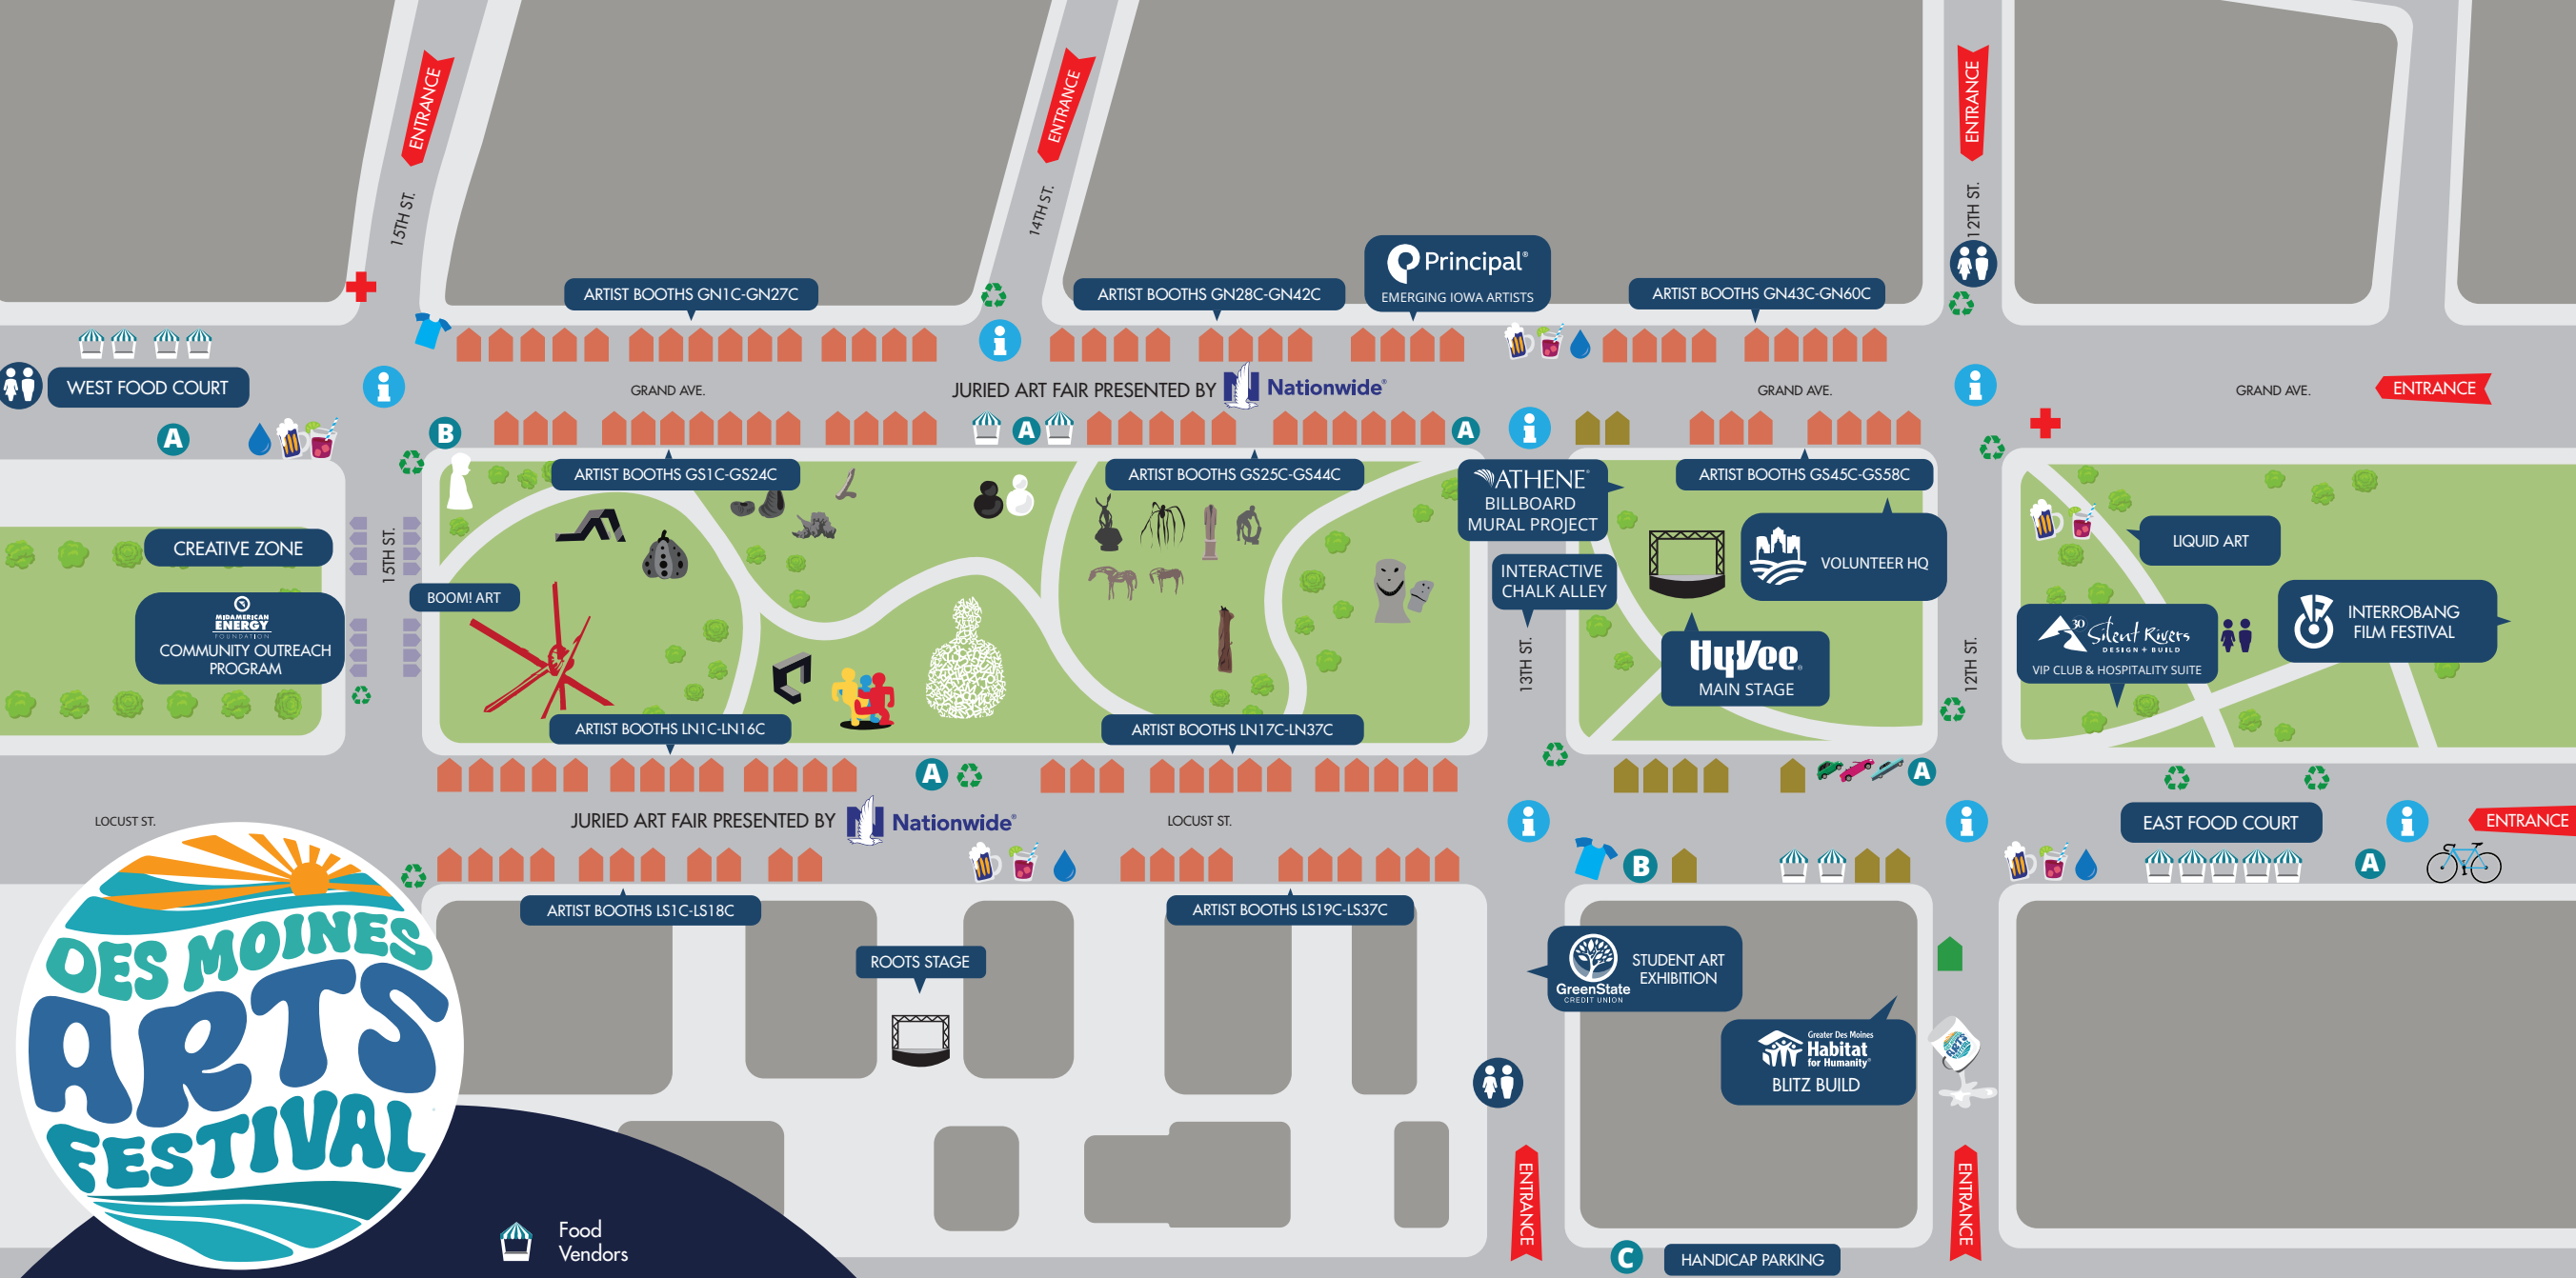 ENTRANCE
ENTRANCE
ENTRANCE
15TH ST.
14TH ST.
12TH ST.
Principal®
EMERGING IOWA ARTISTS
ARTIST BOOTHS GN1C-GN27C
ARTIST BOOTHS GN28C-GN42C
ARTIST BOOTHS GN43C-GN60C
WEST FOOD COURT
GRAND AVE.
JURIED ART FAIR PRESENTED BY
Nationwide®
GRAND AVE.
GRAND AVE.
ENTRANCE
A
B
A
A
ARTIST BOOTHS GS1C-GS24C
ARTIST BOOTHS GS25C-GS44C
ATHENE®
BILLBOARD
MURAL PROJECT
ARTIST BOOTHS GS45C-GS58C
CREATIVE ZONE
15TH ST.
LIQUID ART
VOLUNTEER HQ
INTERACTIVE
CHALK ALLEY
BOOM! ART
MIDAMERICAN
ENERGY
FOUNDATION
COMMUNITY OUTREACH
PROGRAM
13TH ST.
HyVee
MAIN STAGE
12TH ST.
30
Silent Rivers
DESIGN + BUILD
VIP CLUB & HOSPITALITY SUITE
INTERROBANG
FILM FESTIVAL
ARTIST BOOTHS LN1C-LN16C
ARTIST BOOTHS LN17C-LN37C
A
A
LOCUST ST.
JURIED ART FAIR PRESENTED BY
Nationwide®
LOCUST ST.
EAST FOOD COURT
ENTRANCE
B
A
ARTIST BOOTHS LS1C-LS18C
ARTIST BOOTHS LS19C-LS37C
ROOTS STAGE
GreenState
CREDIT UNION
STUDENT ART
EXHIBITION
Greater Des Moines
Habitat
for Humanity®
BLITZ BUILD
DES MOINES
ARTS
FESTIVAL
ENTRANCE
ENTRANCE
Food
Vendors
C
HANDICAP PARKING